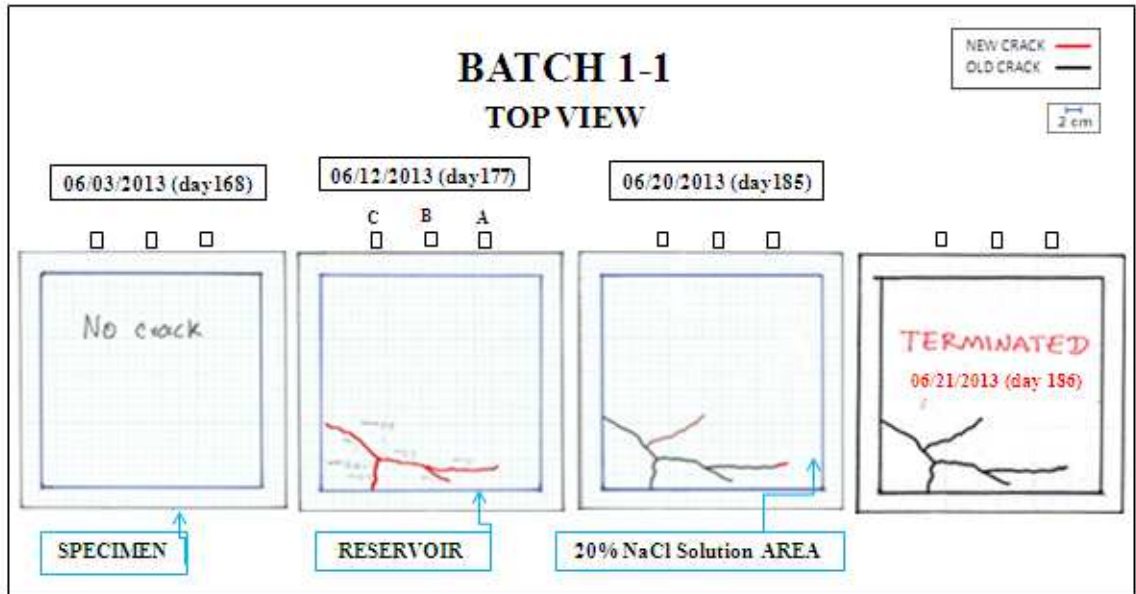 BATCH 1-1
TOP VIEW
NEW CRACK
OLD CRACK
2 cm
06/03/2013 (day168)
06/12/2013 (day177)
06/20/2013 (day185)
C B A
No crack
TERMINATED
06/21/2013 (day 186)
SPECIMEN
RESERVOIR
20% NaCl Solution AREA